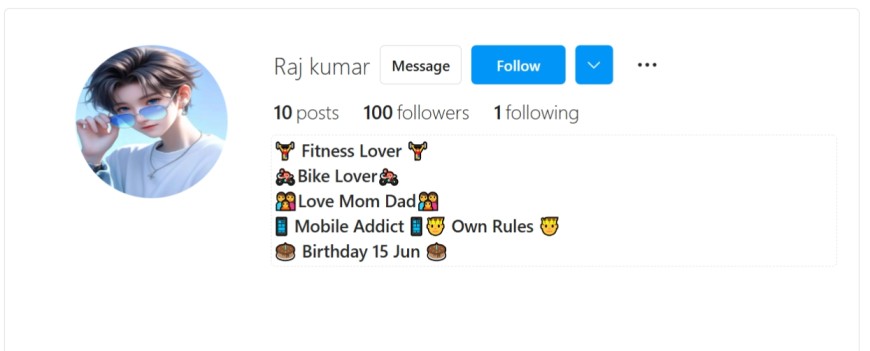 Raj kumar Message Follow
10 posts 100 followers 1 following
🏋️ Fitness Lover 🏋️
🏍️Bike Lover🏍️
👩‍👩‍👧Love Mom Dad👩‍👩‍👧
📱 Mobile Addict 📱🤴 Own Rules 🤴
🎂 Birthday 15 Jun 🎂